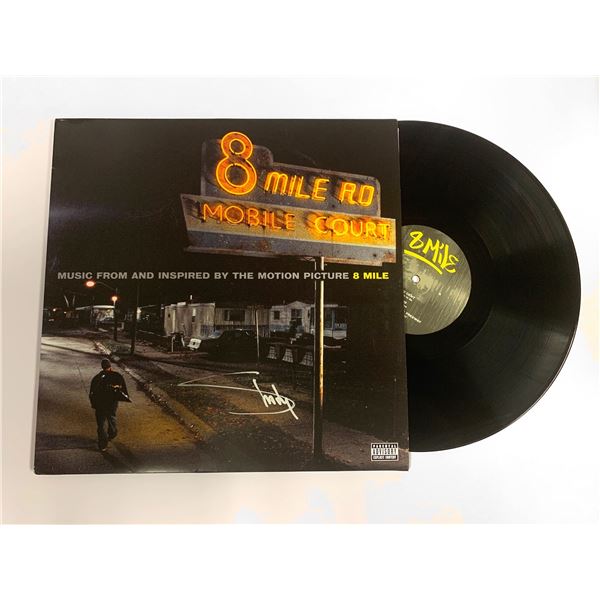 8 MILE RD
MOBILE COURT
MUSIC FROM AND INSPIRED BY THE MOTION PICTURE 8 MILE
8 MILE
PARENTAL
ADVISORY
EXPLICIT CONTENT